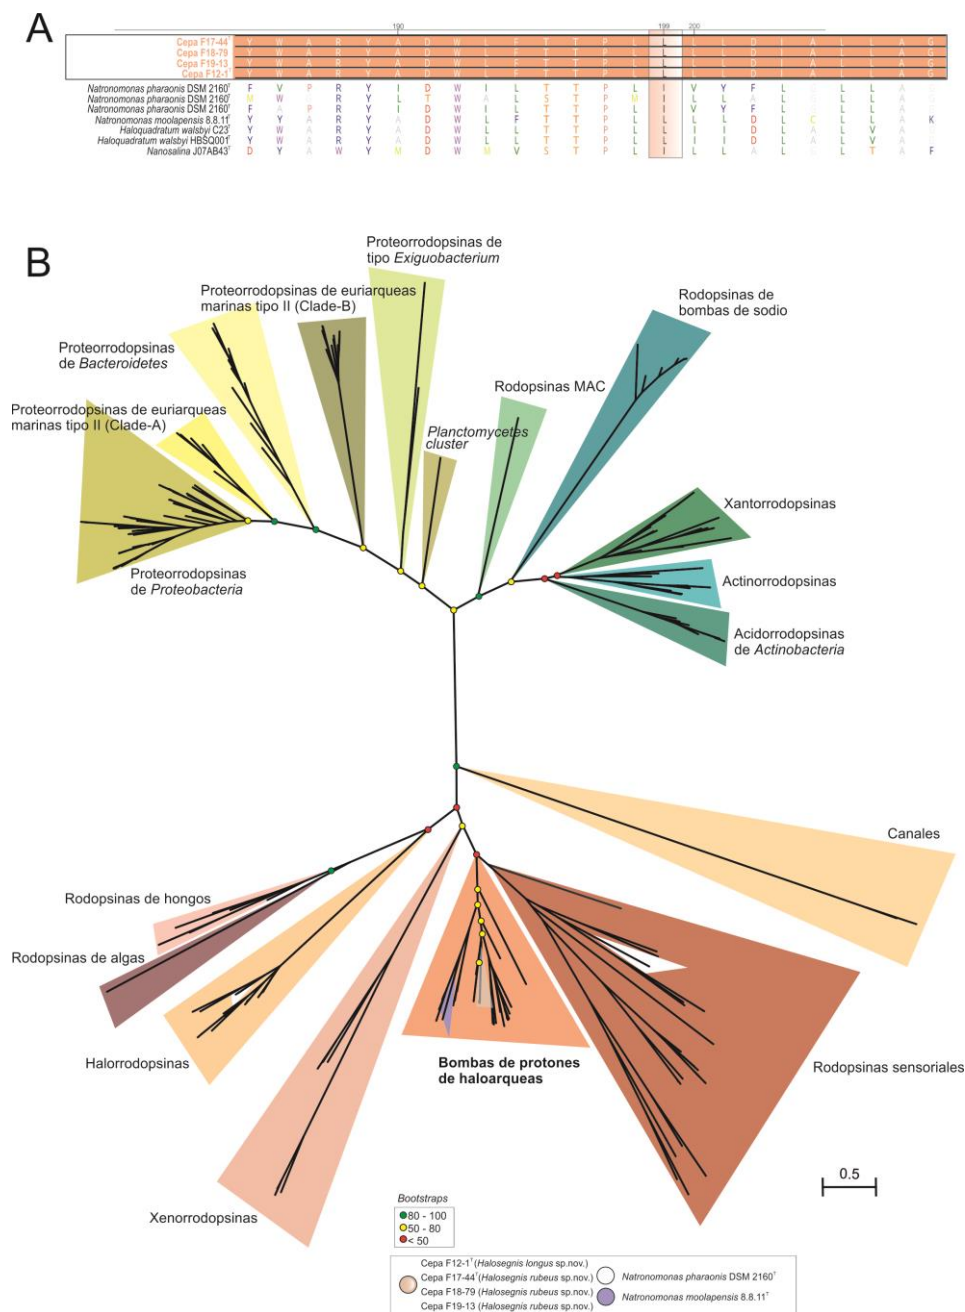 A
190 199 200
Cepa F17-44ᵀ Y W A R Y A D W L F T T P L L L L D I A L L A G
Cepa F18-79 Y W A R Y A D W L F T T P L L L L D I A L L A G
Cepa F19-13 Y W A R Y A D W L F T T P L L L L D I A L L A G
Cepa F12-1ᵀ Y W A R Y A D W L F T T P L L L L D I A L L A G
Natronomonas pharaonis DSM 2160ᵀ F V P R Y I D W I L T T P L I V Y F L L L A
Natronomonas pharaonis DSM 2160ᵀ M W A R Y L T W A L S T P M I L L A L L L A
Natronomonas pharaonis DSM 2160ᵀ F A P R Y I D W I L T T P L I V Y F L L L A
Natronomonas moolapensis 8.8.11ᵀ Y Y A R Y A D W L F T T P L L L L D L C L L A K
Haloquadratum walsbyi C23ᵀ Y W A R Y A D W L L T T P L L I I D L A L V A
Haloquadratum walsbyi HBSQ001ᵀ Y W A R Y A D W L L T T P L L I I D L A L V A
Nanosalina J07AB43ᵀ D Y A W Y M D W M V S T P L I L L A L L T A F
B
Proteorrodopsinas de
tipo Exiguobacterium
Proteorrodopsinas de euriarqueas
marinas tipo II (Clade-B)
Rodopsinas de
bombas de sodio
Proteorrodopsinas
de Bacteroidetes
Rodopsinas MAC
Proteorrodopsinas de euriarqueas
marinas tipo II (Clade-A)
Planctomycetes
cluster
Xantorrodopsinas
Proteorrodopsinas
de Proteobacteria
Actinorrodopsinas
Acidorrodopsinas
de Actinobacteria
Canales
Rodopsinas de hongos
Rodopsinas de algas
Halorrodopsinas
Bombas de protones
de haloarqueas
Rodopsinas sensoriales
Xenorrodopsinas
0.5
Bootstraps
80 - 100
50 - 80
< 50
Cepa F12-1ᵀ (Halosegnis longus sp.nov.)
Cepa F17-44ᵀ (Halosegnis rubeus sp.nov.)
Cepa F18-79 (Halosegnis rubeus sp.nov.)
Cepa F19-13 (Halosegnis rubeus sp.nov.)
Natronomonas pharaonis DSM 2160ᵀ
Natronomonas moolapensis 8.8.11ᵀ